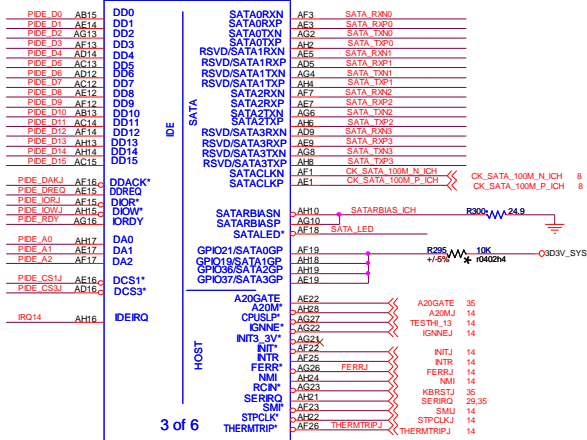 PIDE_D0 AB15 DD0 SATA0RXN AF3 SATA_RXN0
PIDE_D1 AE14 DD1 SATA0RXP AE3 SATA_RXP0
PIDE_D2 AG13 DD2 SATA0TXN AG2 SATA_TXN0
PIDE_D3 AF13 DD3 SATA0TXP AH2 SATA_TXP0
PIDE_D4 AD14 DD4 RSVD/SATA1RXN AE5 SATA_RXN1
PIDE_D5 AC13 DD5 RSVD/SATA1RXP AD5 SATA_RXP1
PIDE_D6 AD12 DD6 RSVD/SATA1TXN AG4 SATA_TXN1
PIDE_D7 AC12 DD7 RSVD/SATA1TXP AH4 SATA_TXP1
PIDE_D8 AE12 DD8 SATA2RXN AF7 SATA_RXN2
PIDE_D9 AF12 DD9 SATA2RXP AE7 SATA_RXP2
PIDE_D10 AB13 DD10 SATA2TXN AG6 SATA_TXN2
PIDE_D11 AC14 DD11 SATA2TXP AH6 SATA_TXP2
PIDE_D12 AF14 DD12 RSVD/SATA3RXN AD9 SATA_RXN3
PIDE_D13 AH13 DD13 RSVD/SATA3RXP AE9 SATA_RXP3
PIDE_D14 AH14 DD14 RSVD/SATA3TXN AG8 SATA_TXN3
PIDE_D15 AC15 DD15 RSVD/SATA3TXP AH8 SATA_TXP3
IDE SATA
SATACLKN AF1 CK_SATA_100M_N_ICH CK_SATA_100M_N_ICH 8
SATACLKP AE1 CK_SATA_100M_P_ICH CK_SATA_100M_P_ICH 8
PIDE_DAKJ AF16 DDACK*
PIDE_DREQ AE15 DDREQ
PIDE_IORJ AF15 DIOR*
PIDE_IOWJ AH15 DIOW* SATARBIASN AH10 SATARBIAS_ICH R300* 24.9
PIDE_RDY AG16 IORDY SATARBIASP AG10
SATALED* AF18 SATA_LED
PIDE_A0 AH17 DA0
PIDE_A1 AE17 DA1 GPIO21/SATA0GP AF19 R295 10K 3D3V_SYS
PIDE_A2 AF17 DA2 GPIO19/SATA1GP AH18 +/-5% * r0402h4
GPIO36/SATA2GP AH19
PIDE_CS1J AE16 DCS1* GPIO37/SATA3GP AE19
PIDE_CS3J AD16 DCS3*
A20GATE AE22 A20GATE 35
A20M* AH28 A20MJ 14
IRQ14 AH16 IDEIRQ CPUSLP* AG27 TESTHI_13 14
IGNNE* AG22 IGNNEJ 14
INIT3_3V* AG21
INIT* AF22 INITJ 14
HOST INTR AF25 INTR 14
FERR* AG26 FERRJ FERRJ 14
NMI AH24 NMI 14
RCIN* AG23 KBRSTJ 35
SERIRQ AH21 SERIRQ 29,35
SMI* AF23 SMIJ 14
STPCLK* AH22 STPCLKJ 14
3 of 6 THERMTRIP* AF26 THERMTRIPJ THERMTRIPJ 14